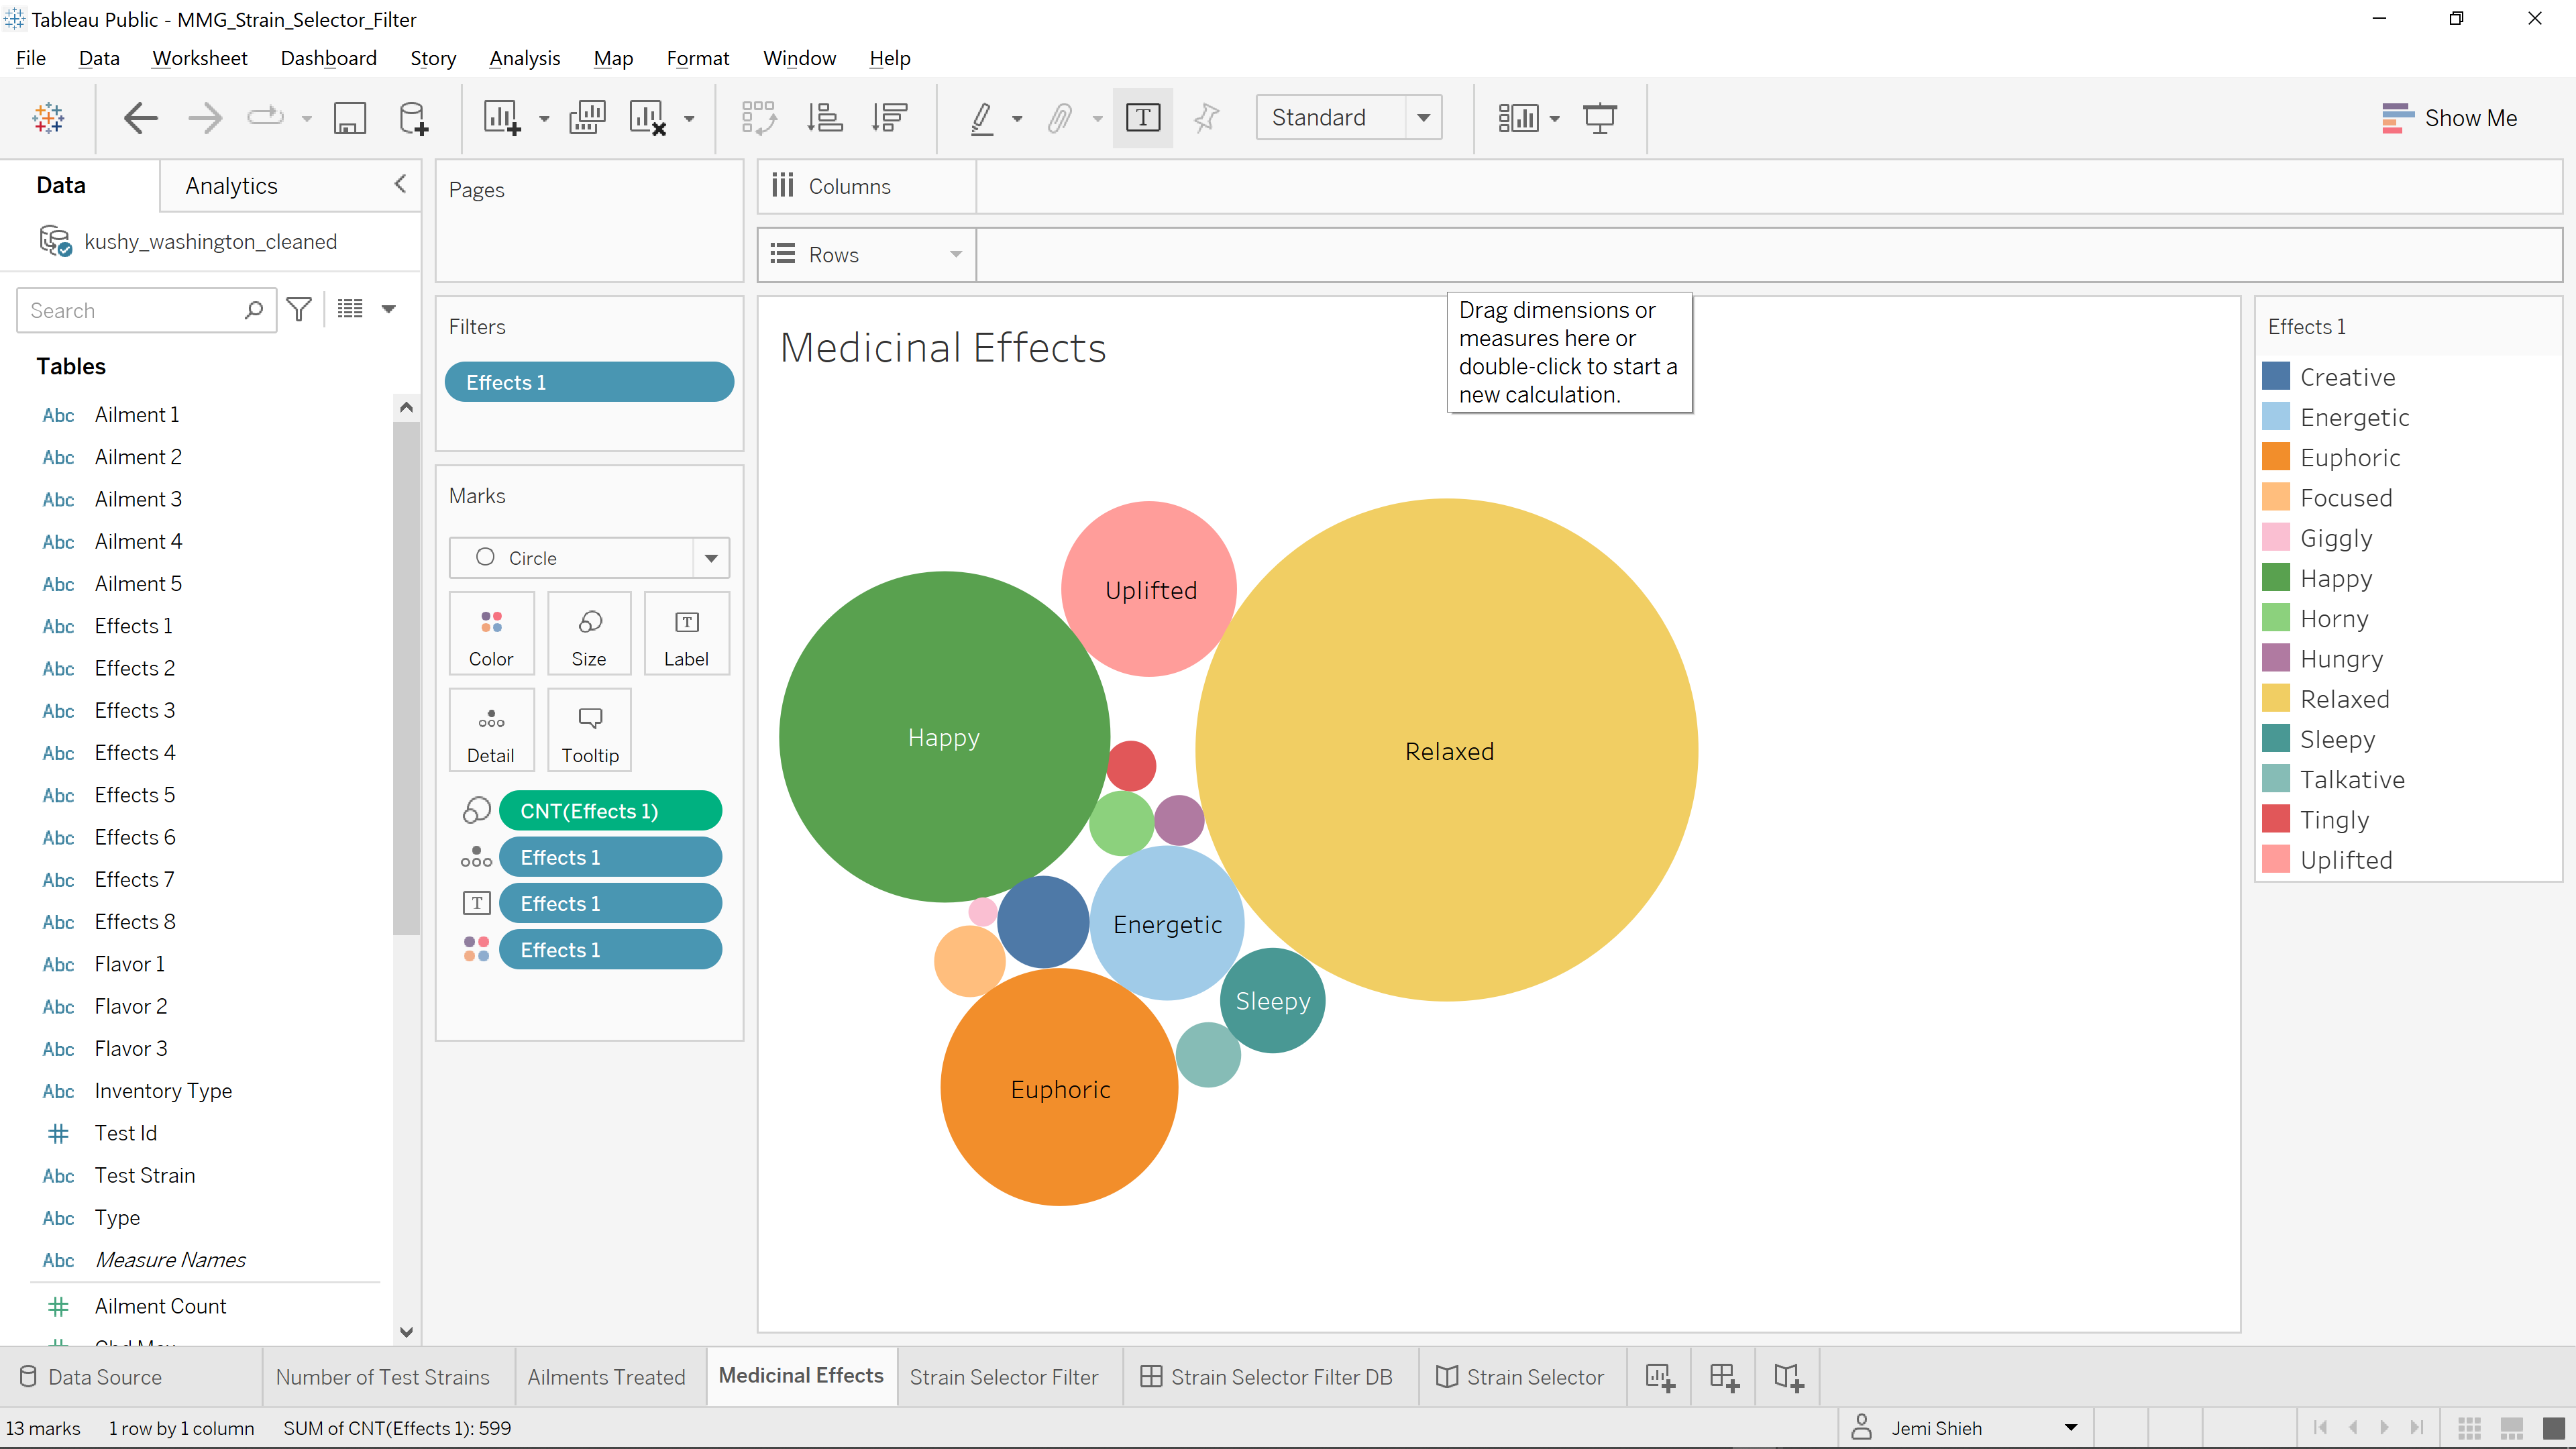 Tableau Public - MMG_Strain_Selector_Filter
File Data Worksheet Dashboard Story Analysis Map Format Window Help
Standard
Show Me
Data
Analytics
kushy_washington_cleaned
Search
Tables
Abc Ailment 1
Abc Ailment 2
Abc Ailment 3
Abc Ailment 4
Abc Ailment 5
Abc Effects 1
Abc Effects 2
Abc Effects 3
Abc Effects 4
Abc Effects 5
Abc Effects 6
Abc Effects 7
Abc Effects 8
Abc Flavor 1
Abc Flavor 2
Abc Flavor 3
Abc Inventory Type
# Test Id
Abc Test Strain
Abc Type
Abc Measure Names
# Ailment Count
Pages
Filters
Effects 1
Marks
Circle
Color
Size
Label
Detail
Tooltip
CNT(Effects 1)
Effects 1
T Effects 1
Effects 1
Columns
Rows
Drag dimensions or
measures here or
double-click to start a
new calculation.
Medicinal Effects
Uplifted
Happy
Relaxed
Energetic
Sleepy
Euphoric
Effects 1
Creative
Energetic
Euphoric
Focused
Giggly
Happy
Horny
Hungry
Relaxed
Sleepy
Talkative
Tingly
Uplifted
Data Source
Number of Test Strains
Ailments Treated
Medicinal Effects
Strain Selector Filter
Strain Selector Filter DB
Strain Selector
13 marks
1 row by 1 column
SUM of CNT(Effects 1): 599
Jemi Shieh